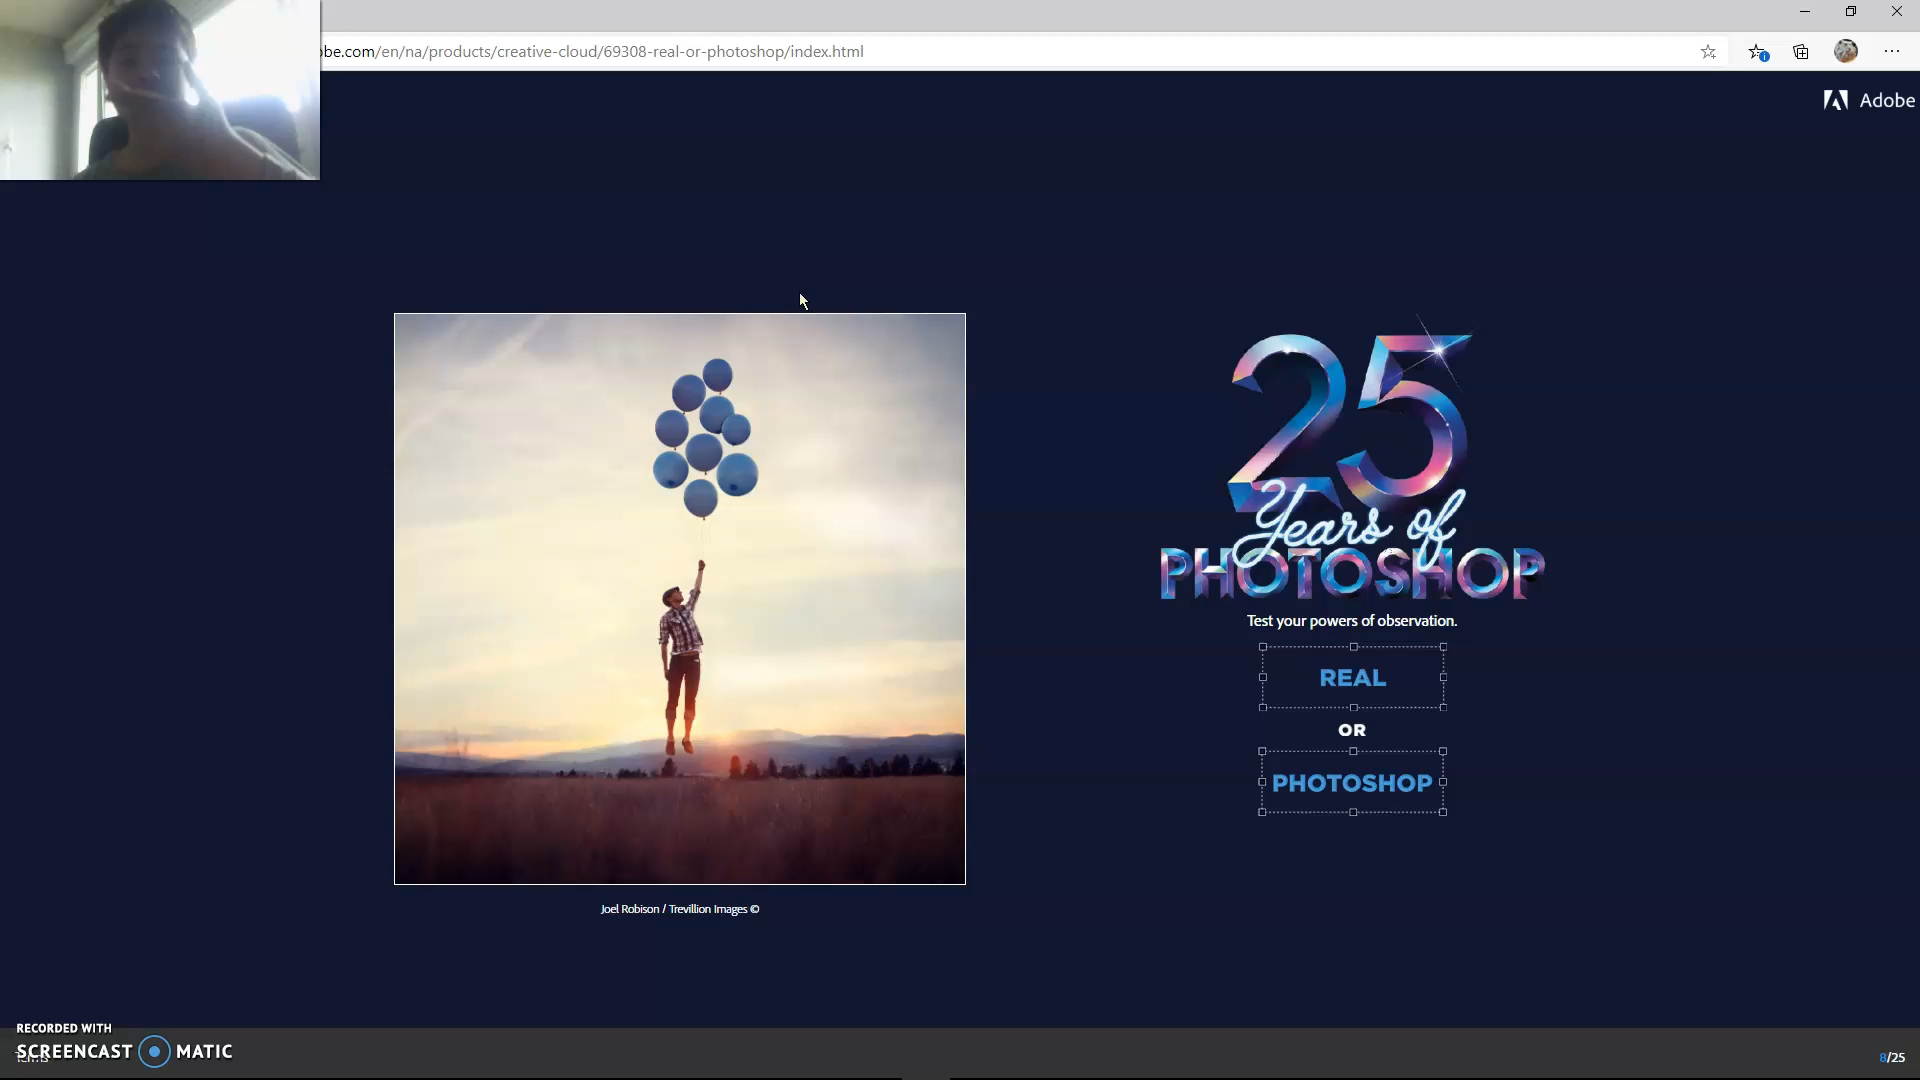 be.com/en/na/products/creative-cloud/69308-real-or-photoshop/index.html
Adobe
25
Years of
PHOTOSHOP
Test your powers of observation.
REAL
OR
PHOTOSHOP
Joel Robison / Trevillion Images ©
RECORDED WITH
SCREENCAST MATIC
8/25